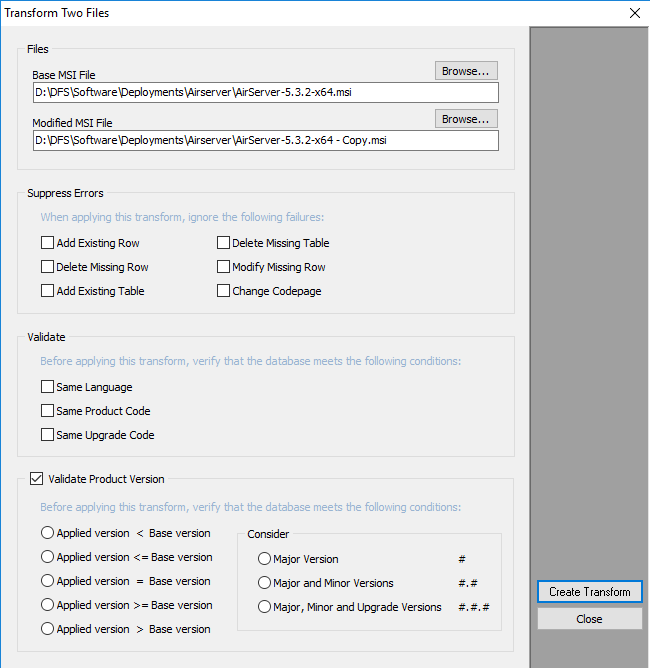 Transform Two Files
Files
Base MSI File
Browse...
D:\DFS\Software\Deployments\Airserver\AirServer-5.3.2-x64.msi
Modified MSI File
Browse...
D:\DFS\Software\Deployments\Airserver\AirServer-5.3.2-x64 - Copy.msi
Suppress Errors
When applying this transform, ignore the following failures:
Add Existing Row
Delete Missing Table
Delete Missing Row
Modify Missing Row
Add Existing Table
Change Codepage
Validate
Before applying this transform, verify that the database meets the following conditions:
Same Language
Same Product Code
Same Upgrade Code
Validate Product Version
Before applying this transform, verify that the database meets the following conditions:
Applied version < Base version
Applied version <= Base version
Applied version = Base version
Applied version >= Base version
Applied version > Base version
Consider
Major Version #
Major and Minor Versions #.#
Major, Minor and Upgrade Versions #.#.#
Create Transform
Close